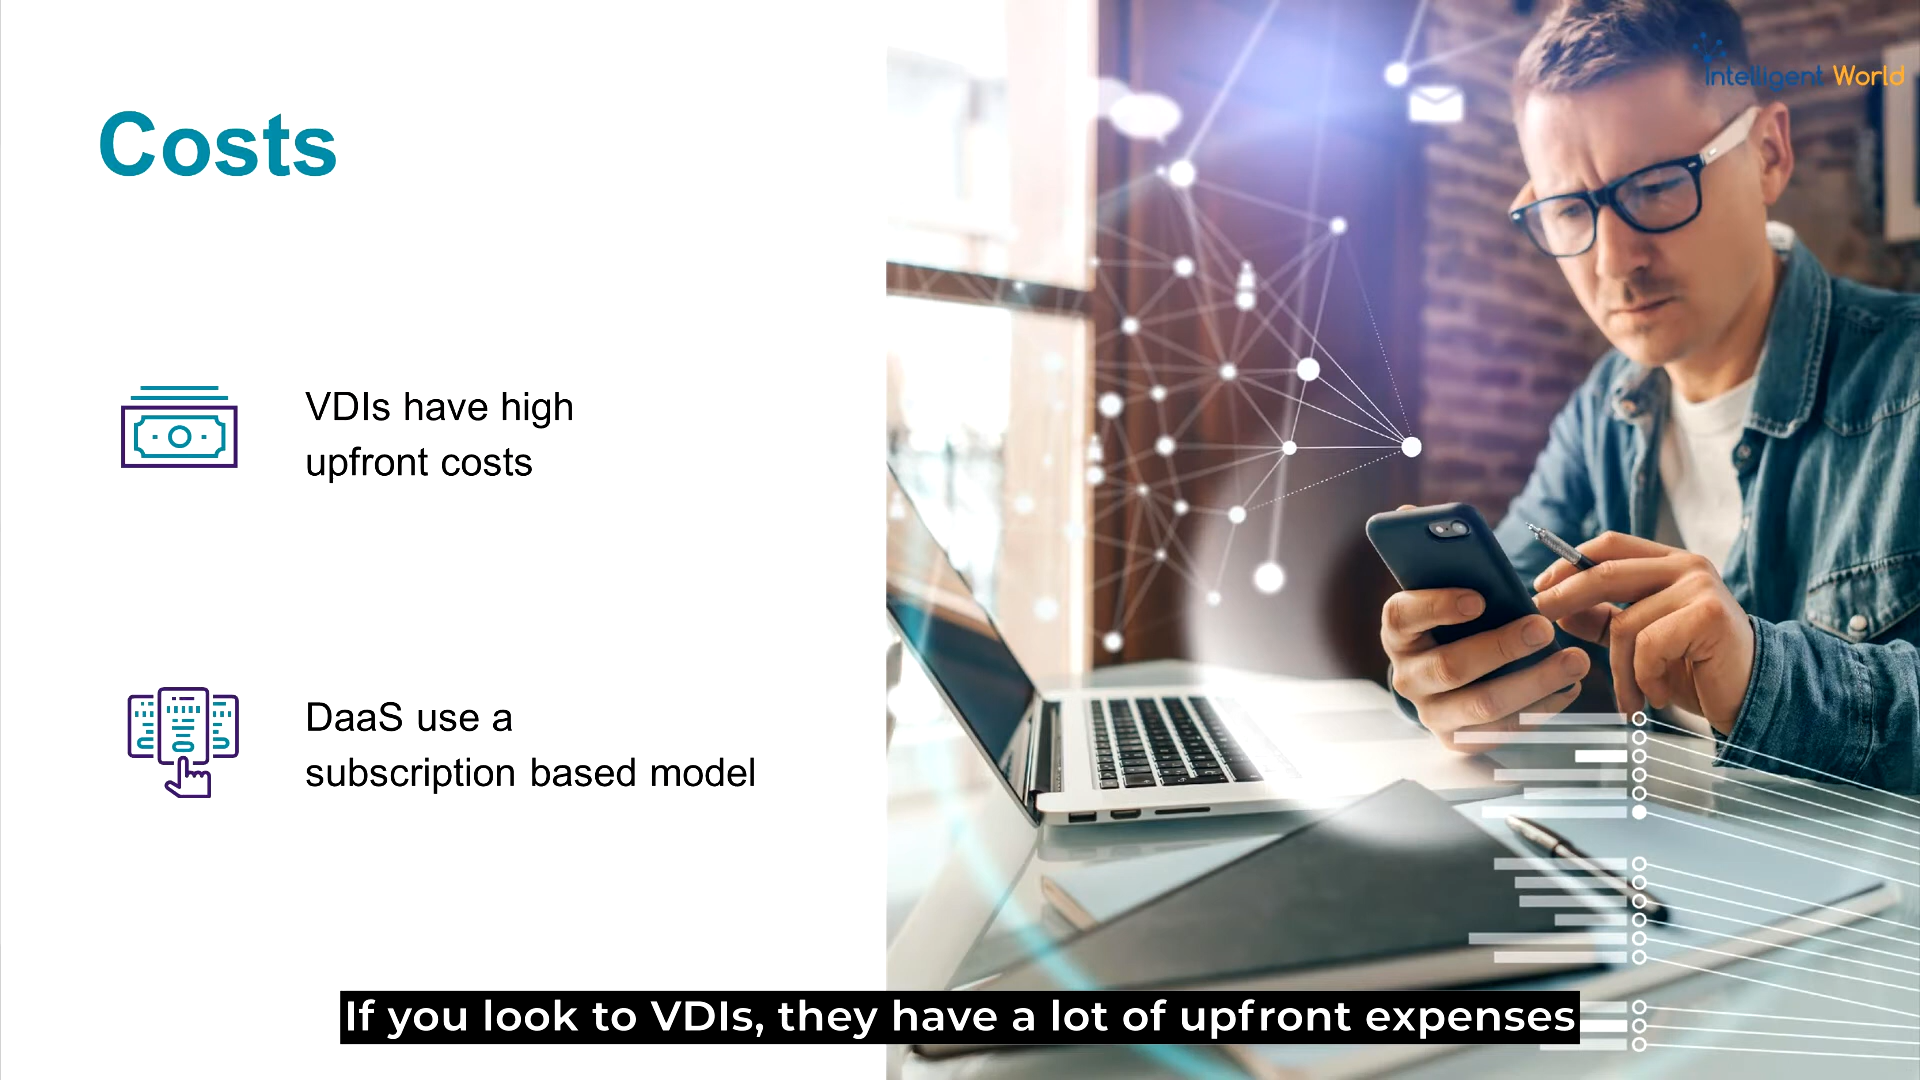 Intelligent World
Costs
VDIs have high
upfront costs
DaaS use a
subscription based model
If you look to VDIs, they have a lot of upfront expenses